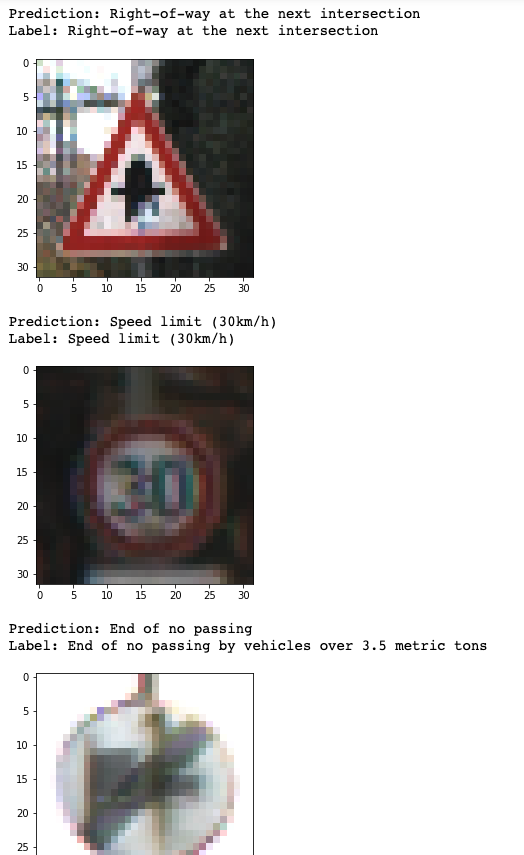 Prediction: Right-of-way at the next intersection
Label: Right-of-way at the next intersection
0
5
10
15
20
25
30
0 5 10 15 20 25 30
Prediction: Speed limit (30km/h)
Label: Speed limit (30km/h)
0
5
10
15
20
25
30
30
0 5 10 15 20 25 30
Prediction: End of no passing
Label: End of no passing by vehicles over 3.5 metric tons
0
5
10
15
20
25